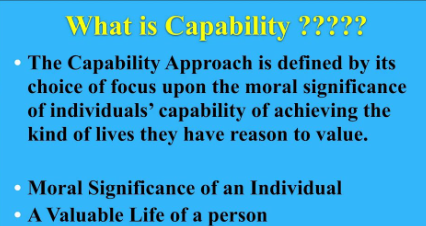 What is Capability ?????
• The Capability Approach is defined by its
choice of focus upon the moral significance
of individuals' capability of achieving the
kind of lives they have reason to value.
• Moral Significance of an Individual
• A Valuable Life of a person